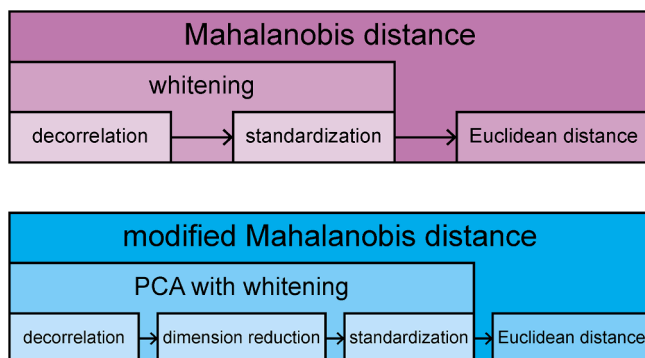 Mahalanobis distance
whitening
decorrelation
standardization
Euclidean distance
modified Mahalanobis distance
PCA with whitening
decorrelation
dimension reduction
standardization
Euclidean distance